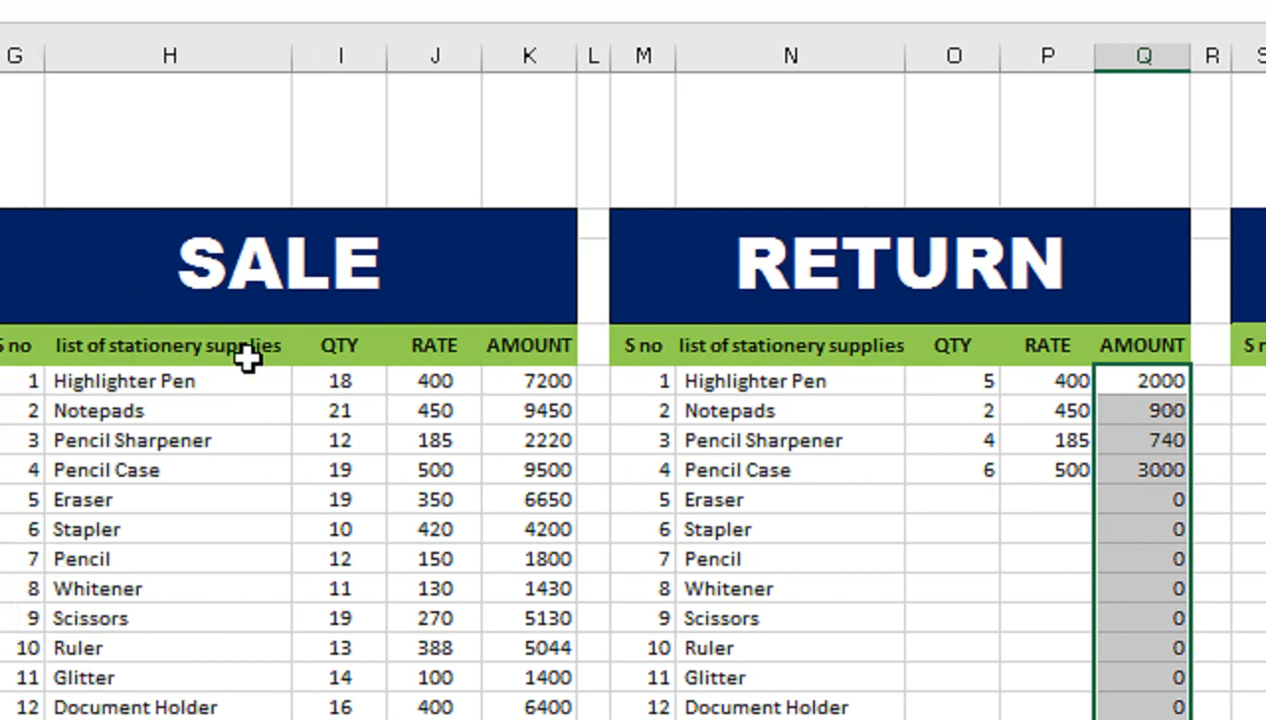 G H I J K L M N O P Q R S
SALE RETURN
S no list of stationery supplies QTY RATE AMOUNT S no list of stationery supplies QTY RATE AMOUNT S n
1 Highlighter Pen 18 400 7200 1 Highlighter Pen 5 400 2000
2 Notepads 21 450 9450 2 Notepads 2 450 900
3 Pencil Sharpener 12 185 2220 3 Pencil Sharpener 4 185 740
4 Pencil Case 19 500 9500 4 Pencil Case 6 500 3000
5 Eraser 19 350 6650 5 Eraser 0
6 Stapler 10 420 4200 6 Stapler 0
7 Pencil 12 150 1800 7 Pencil 0
8 Whitener 11 130 1430 8 Whitener 0
9 Scissors 19 270 5130 9 Scissors 0
10 Ruler 13 388 5044 10 Ruler 0
11 Glitter 14 100 1400 11 Glitter 0
12 Document Holder 16 400 6400 12 Document Holder 0